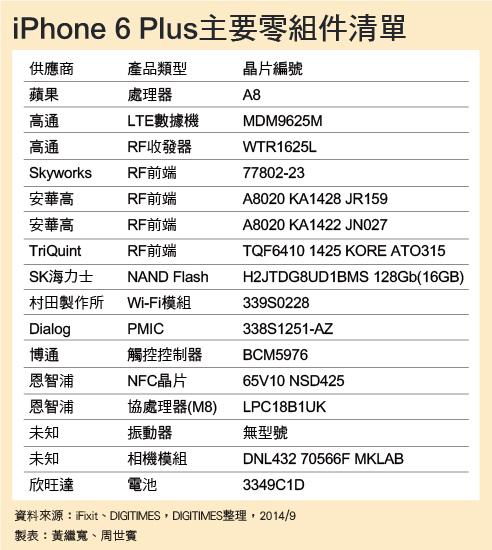 iPhone 6 Plus主要零組件清單
供應商 產品類型 晶片編號
蘋果 處理器 A8
高通 LTE數據機 MDM9625M
高通 RF收發器 WTR1625L
Skyworks RF前端 77802-23
安華高 RF前端 A8020 KA1428 JR159
安華高 RF前端 A8020 KA1422 JN027
TriQuint RF前端 TQF6410 1425 KORE ATO315
SK海力士 NAND Flash H2JTDG8UD1BMS 128Gb(16GB)
村田製作所 Wi-Fi模組 339S0228
Dialog PMIC 338S1251-AZ
博通 觸控控制器 BCM5976
恩智浦 NFC晶片 65V10 NSD425
恩智浦 協處理器(M8) LPC18B1UK
未知 振動器 無型號
未知 相機模組 DNL432 70566F MKLAB
欣旺達 電池 3349C1D
資料來源：iFixit、DIGITIMES，DIGITIMES整理，2014/9
製表：黃繼寬、周世賓